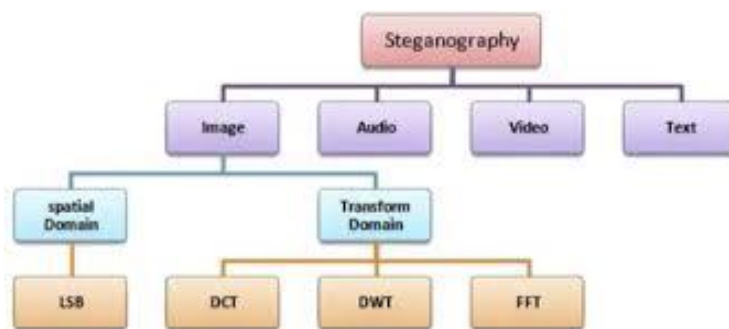 Steganography
Image
Audio
Video
Text
spatial
Domain
Transform
Domain
LSB
DCT
DWT
FFT